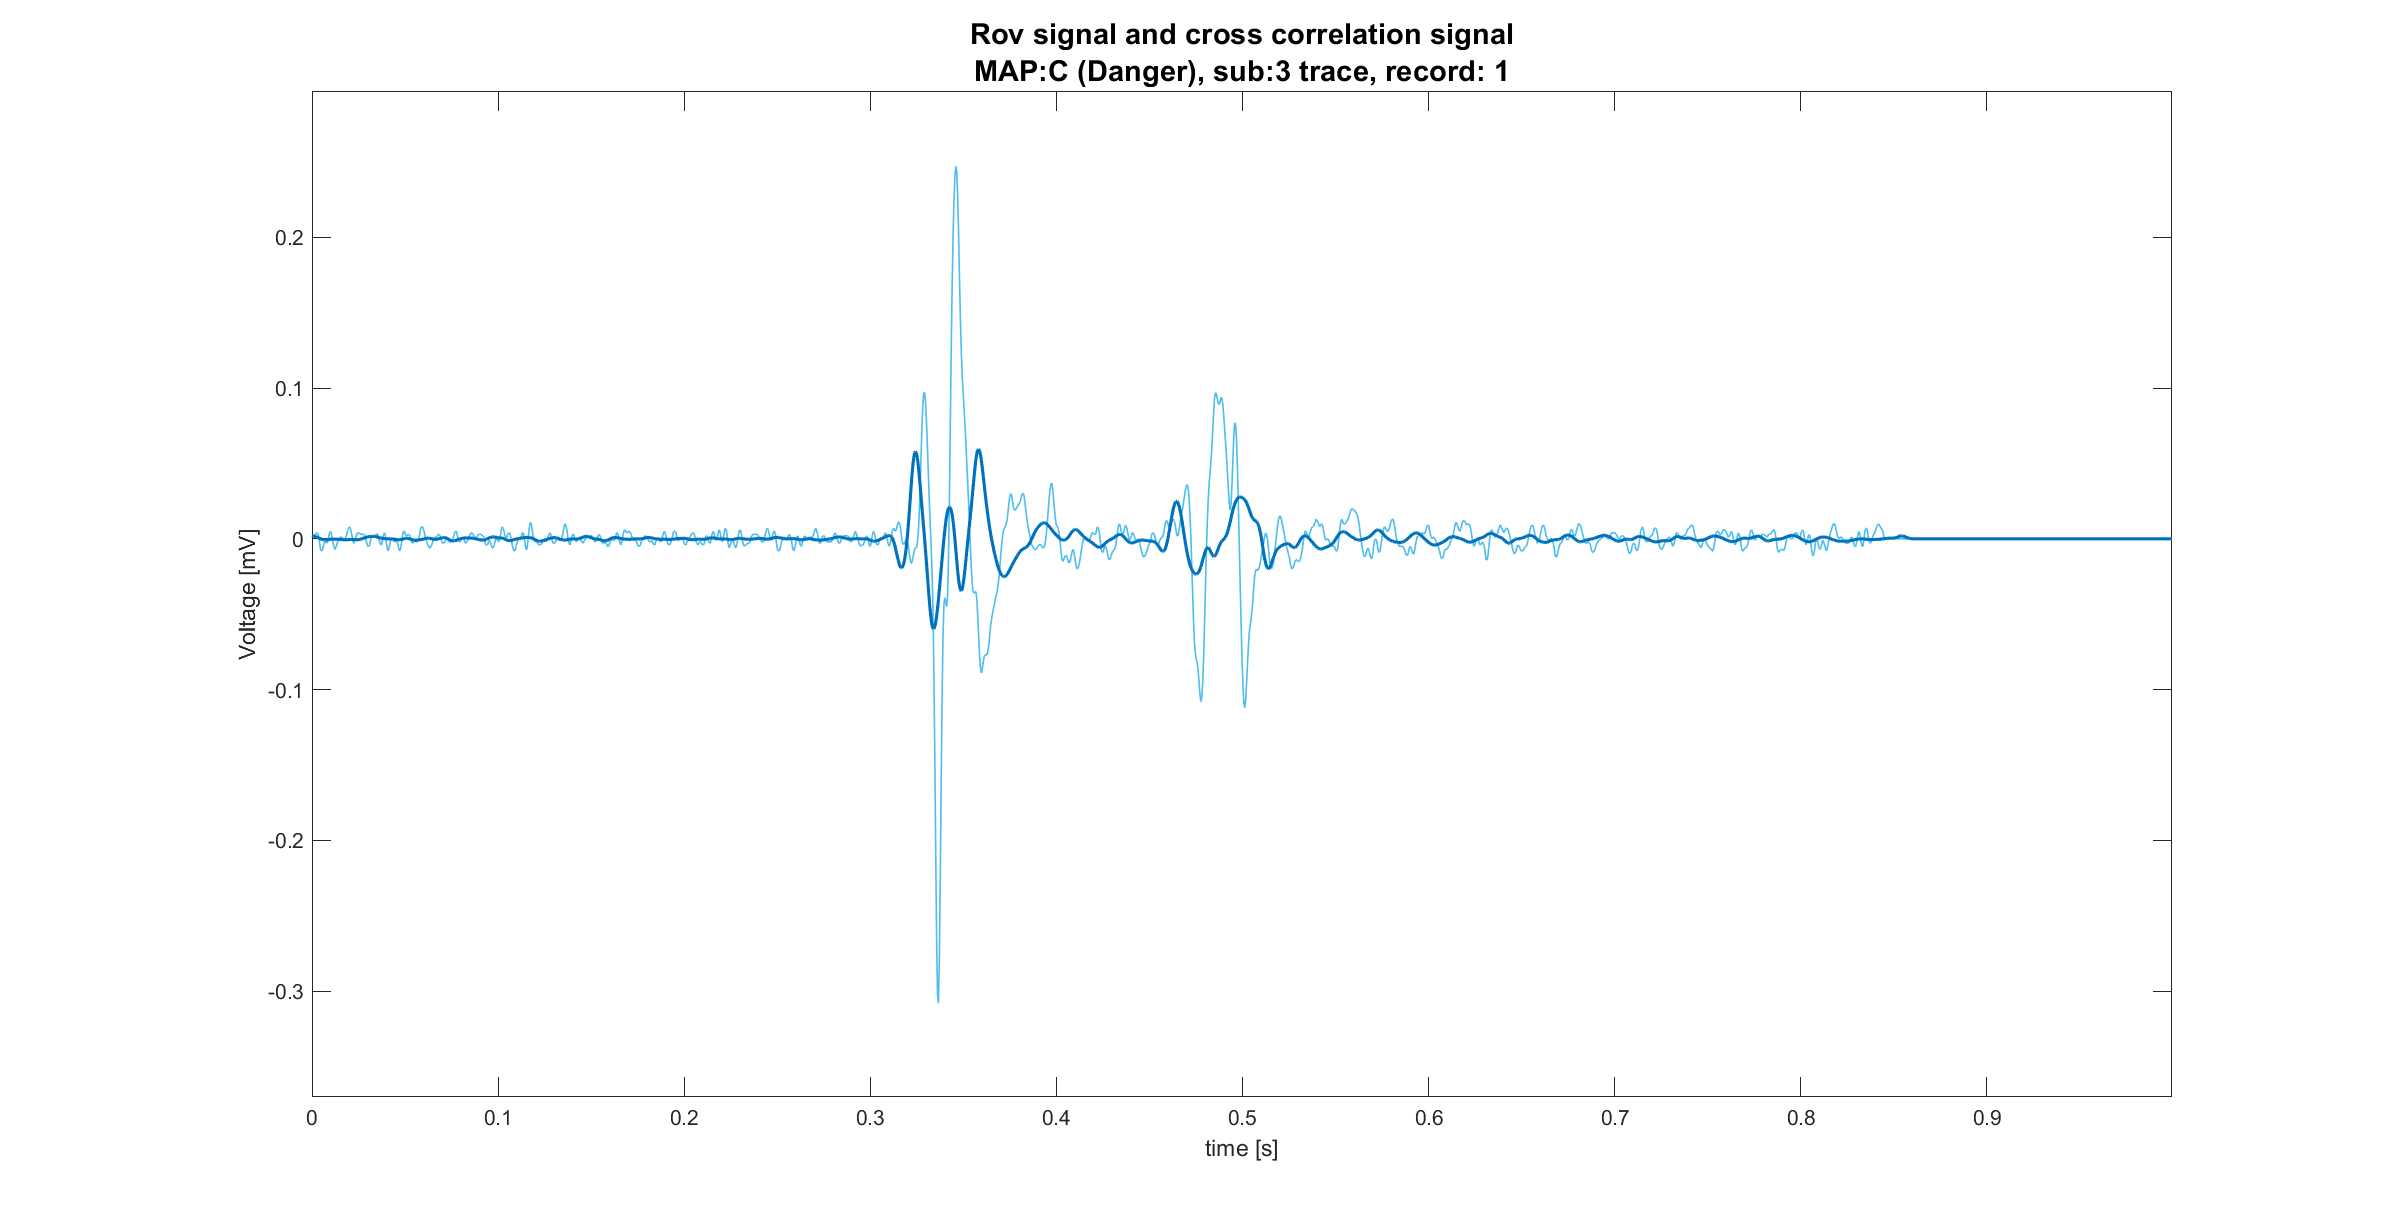 Rov signal and cross correlation signal
MAP:C (Danger), sub:3 trace, record: 1
0.2
0.1
0
-0.1
-0.2
-0.3
Voltage [mV]
0 0.1 0.2 0.3 0.4 0.5 0.6 0.7 0.8 0.9
time [s]